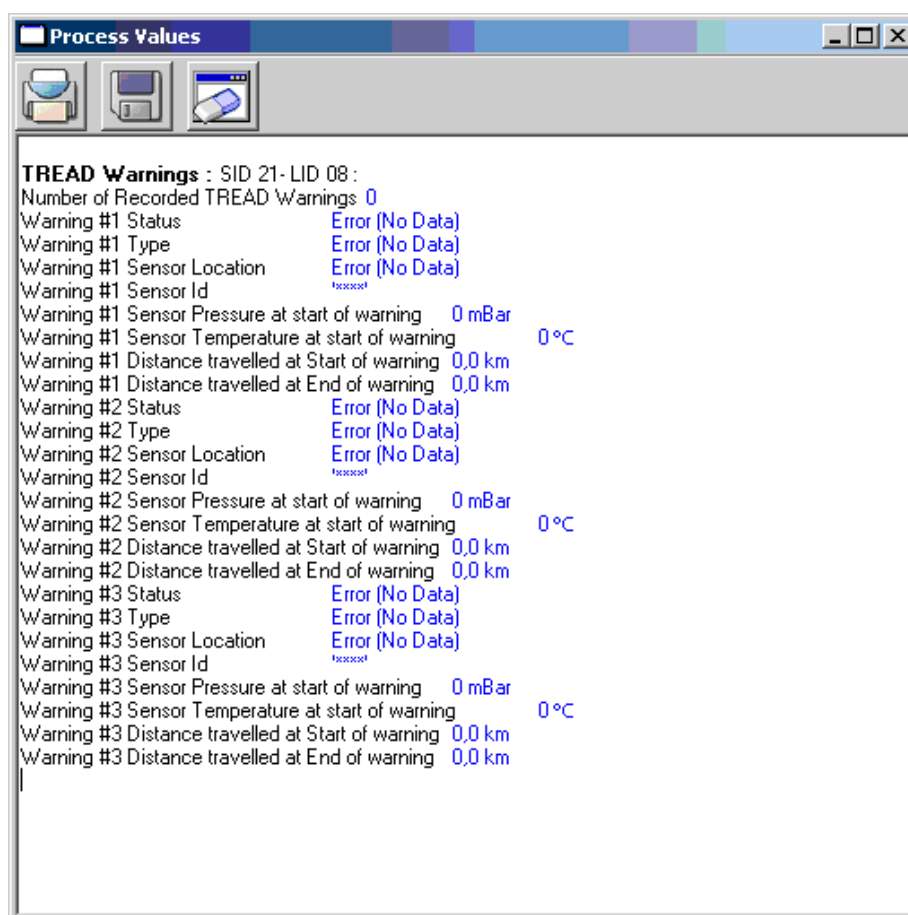 Process Values
TREAD Warnings : SID 21- LID 08 :
Number of Recorded TREAD Warnings 0
Warning #1 Status Error (No Data)
Warning #1 Type Error (No Data)
Warning #1 Sensor Location Error (No Data)
Warning #1 Sensor Id '****'
Warning #1 Sensor Pressure at start of warning 0 mBar
Warning #1 Sensor Temperature at start of warning 0 °C
Warning #1 Distance travelled at Start of warning 0,0 km
Warning #1 Distance travelled at End of warning 0,0 km
Warning #2 Status Error (No Data)
Warning #2 Type Error (No Data)
Warning #2 Sensor Location Error (No Data)
Warning #2 Sensor Id '****'
Warning #2 Sensor Pressure at start of warning 0 mBar
Warning #2 Sensor Temperature at start of warning 0 °C
Warning #2 Distance travelled at Start of warning 0,0 km
Warning #2 Distance travelled at End of warning 0,0 km
Warning #3 Status Error (No Data)
Warning #3 Type Error (No Data)
Warning #3 Sensor Location Error (No Data)
Warning #3 Sensor Id '****'
Warning #3 Sensor Pressure at start of warning 0 mBar
Warning #3 Sensor Temperature at start of warning 0 °C
Warning #3 Distance travelled at Start of warning 0,0 km
Warning #3 Distance travelled at End of warning 0,0 km